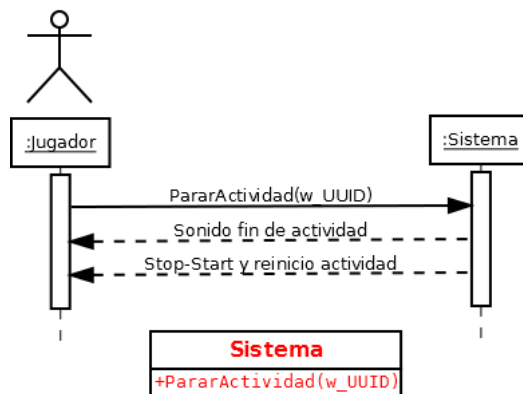 :Jugador
:Sistema
PararActividad(w_UUID)
Sonido fin de actividad
Stop-Start y reinicio actividad
Sistema
+PararActividad(w_UUID)